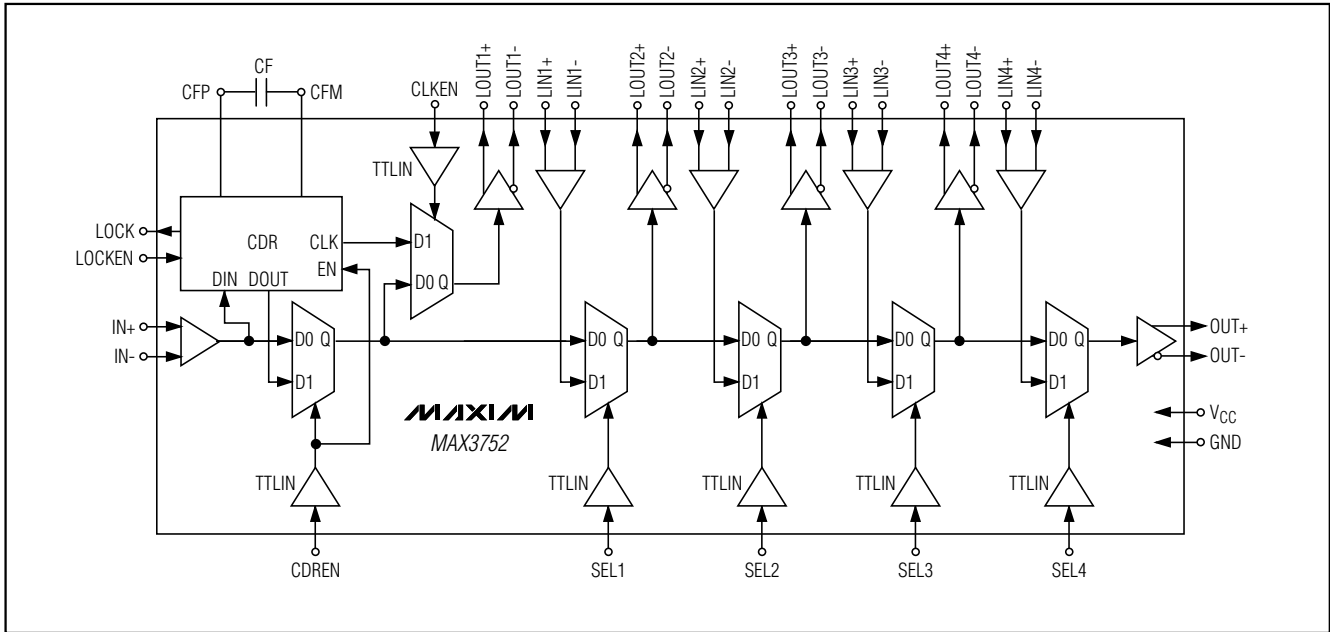 LOUT1+ LOUT1- LIN1+ LIN1- LOUT2+ LOUT2- LIN2+ LIN2- LOUT3+ LOUT3- LIN3+ LIN3- LOUT4+ LOUT4- LIN4+ LIN4-
CF
CFP CFM CLKEN
TTLIN
LOCK
LOCKEN
CDR CLK
EN
DIN DOUT
D1
D0 Q
IN+
IN-
D0 Q
D1
D0 Q
D1
D0 Q
D1
D0 Q
D1
D0 Q
D1
OUT+
OUT-
MAXIM
MAX3752
VCC
GND
TTLIN TTLIN TTLIN TTLIN TTLIN
CDREN SEL1 SEL2 SEL3 SEL4